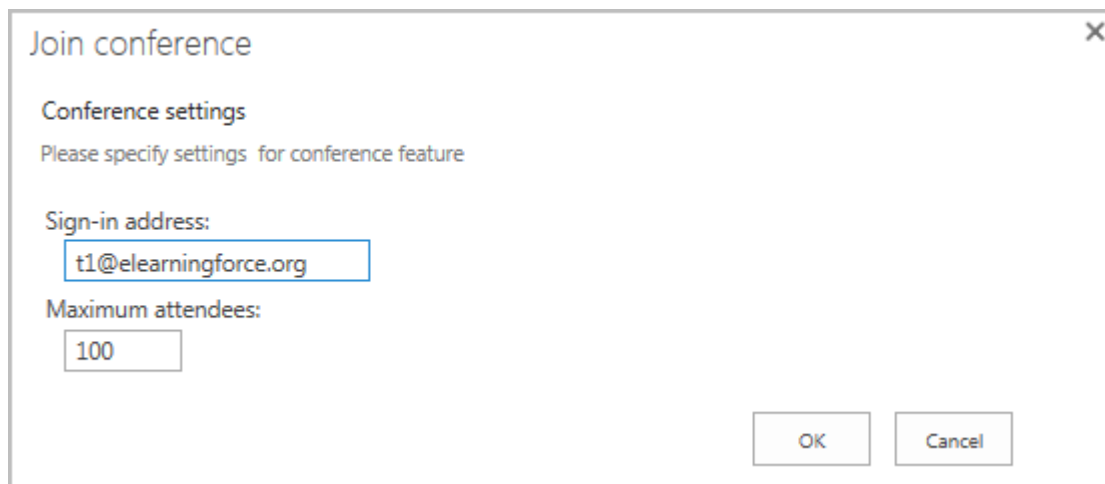 Join conference
Conference settings
Please specify settings  for conference feature
Sign-in address:
t1@elearningforce.org
Maximum attendees:
100
OK
Cancel